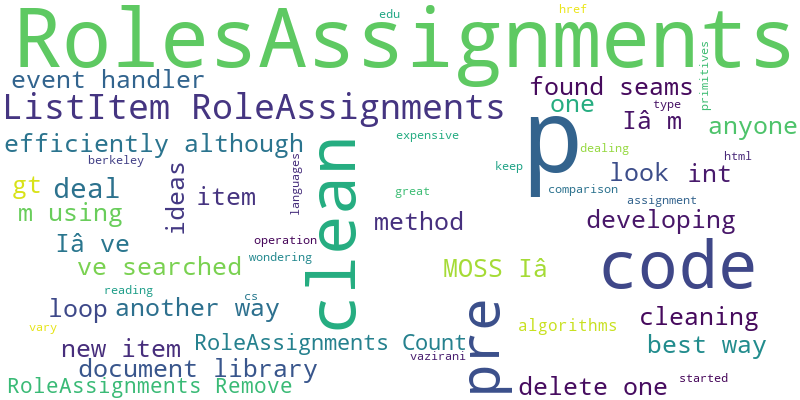 edu
href
RolesAssignments
event handler
found seams
primitives
ListItem RoleAssignments
one
type
Iâ m
anyone
p
efficiently although
expensive
dealing
html
berkeley
languages
clean
keep
look
int
gt
deal
ideas
item
great
comparison
assignment
m using
method
developing
Iâ ve
operation
wondering
ve searched
MOSS Iâ
code
reading
cs
loop
another way
pre
vary
algorithms
cleaning
new item
RoleAssignments Count
vazirani
best way
document library
RoleAssignments Remove
delete one
started